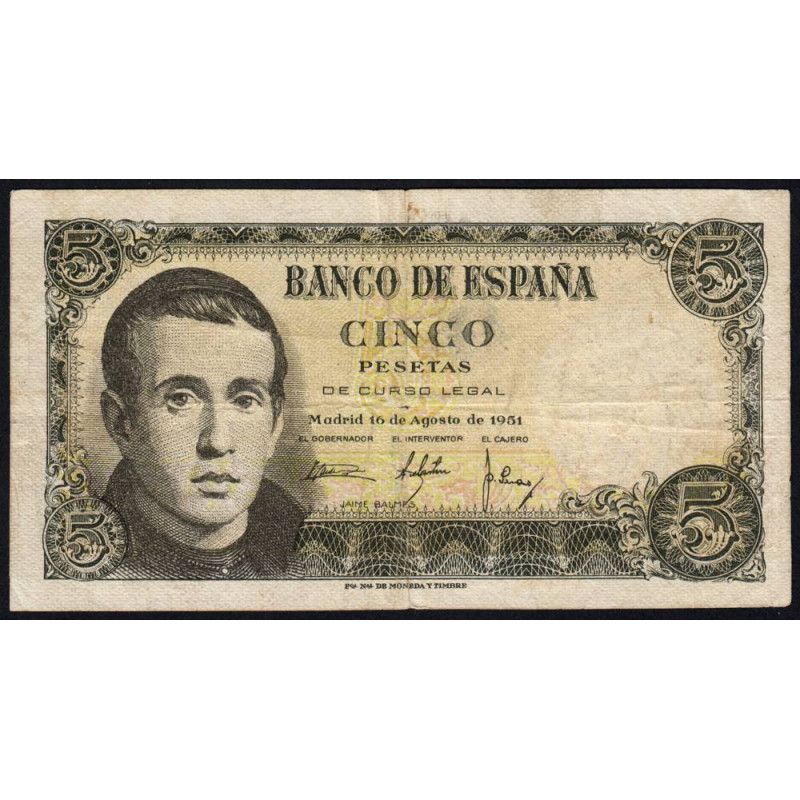 5 5
BANCO DE ESPAÑA
CINCO
PESETAS
DE CURSO LEGAL
Madrid 16 de Agosto de 1951
EL GOBERNADOR EL INTERVENTOR EL CAJERO
JAIME BALMES
5 5
Fca. Nal. DE MONEDA Y TIMBRE